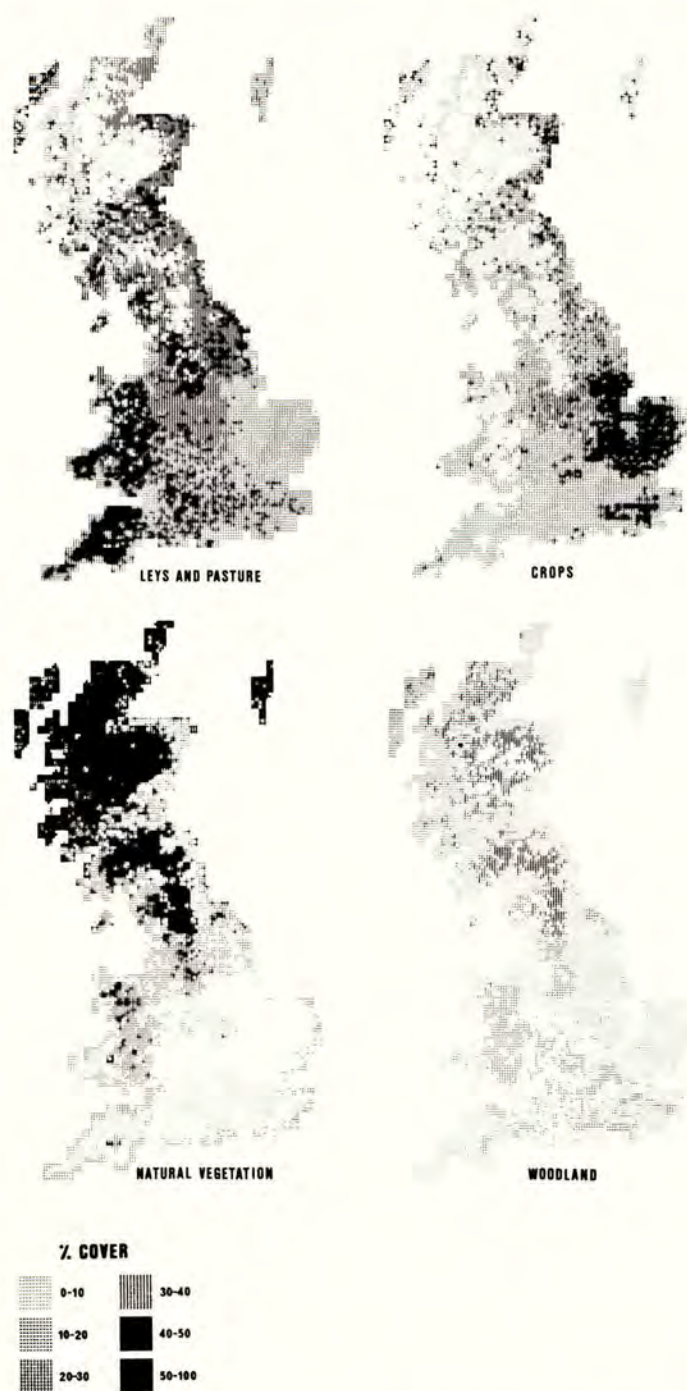 LEYS AND PASTURE
CROPS
NATURAL VEGETATION
WOODLAND
% COVER
0-10
30-40
10-20
40-50
20-30
50-100